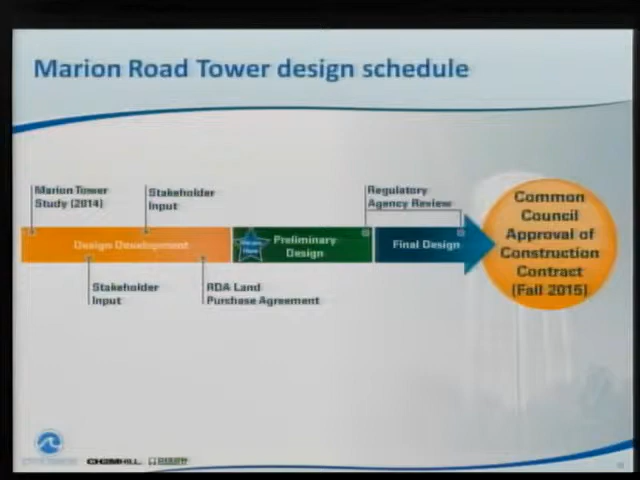 Marion Road Tower design schedule
Marion Tower
Study (2014)
Stakeholder
Input
Regulatory
Agency Review
Design Development
Preliminary
Design
Final Design
Common
Council
Approval of
Construction
Contract
(Fall 2015)
Stakeholder
Input
RDA Land
Purchase Agreement
CH2MHILL